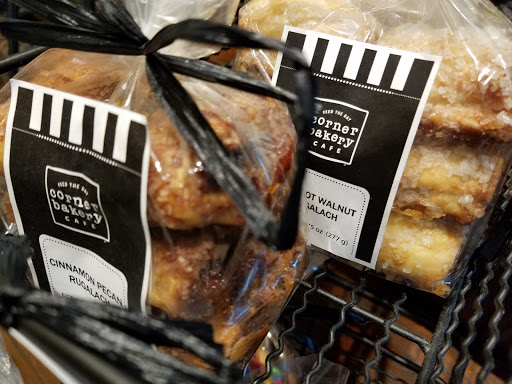 FEED THE DAY
corner
bakery
CAFE
CINNAMON PECAN
RUGALACH
FEED THE DAY
corner
bakery
CAFE
OT WALNUT
GALACH
oz (277 g)